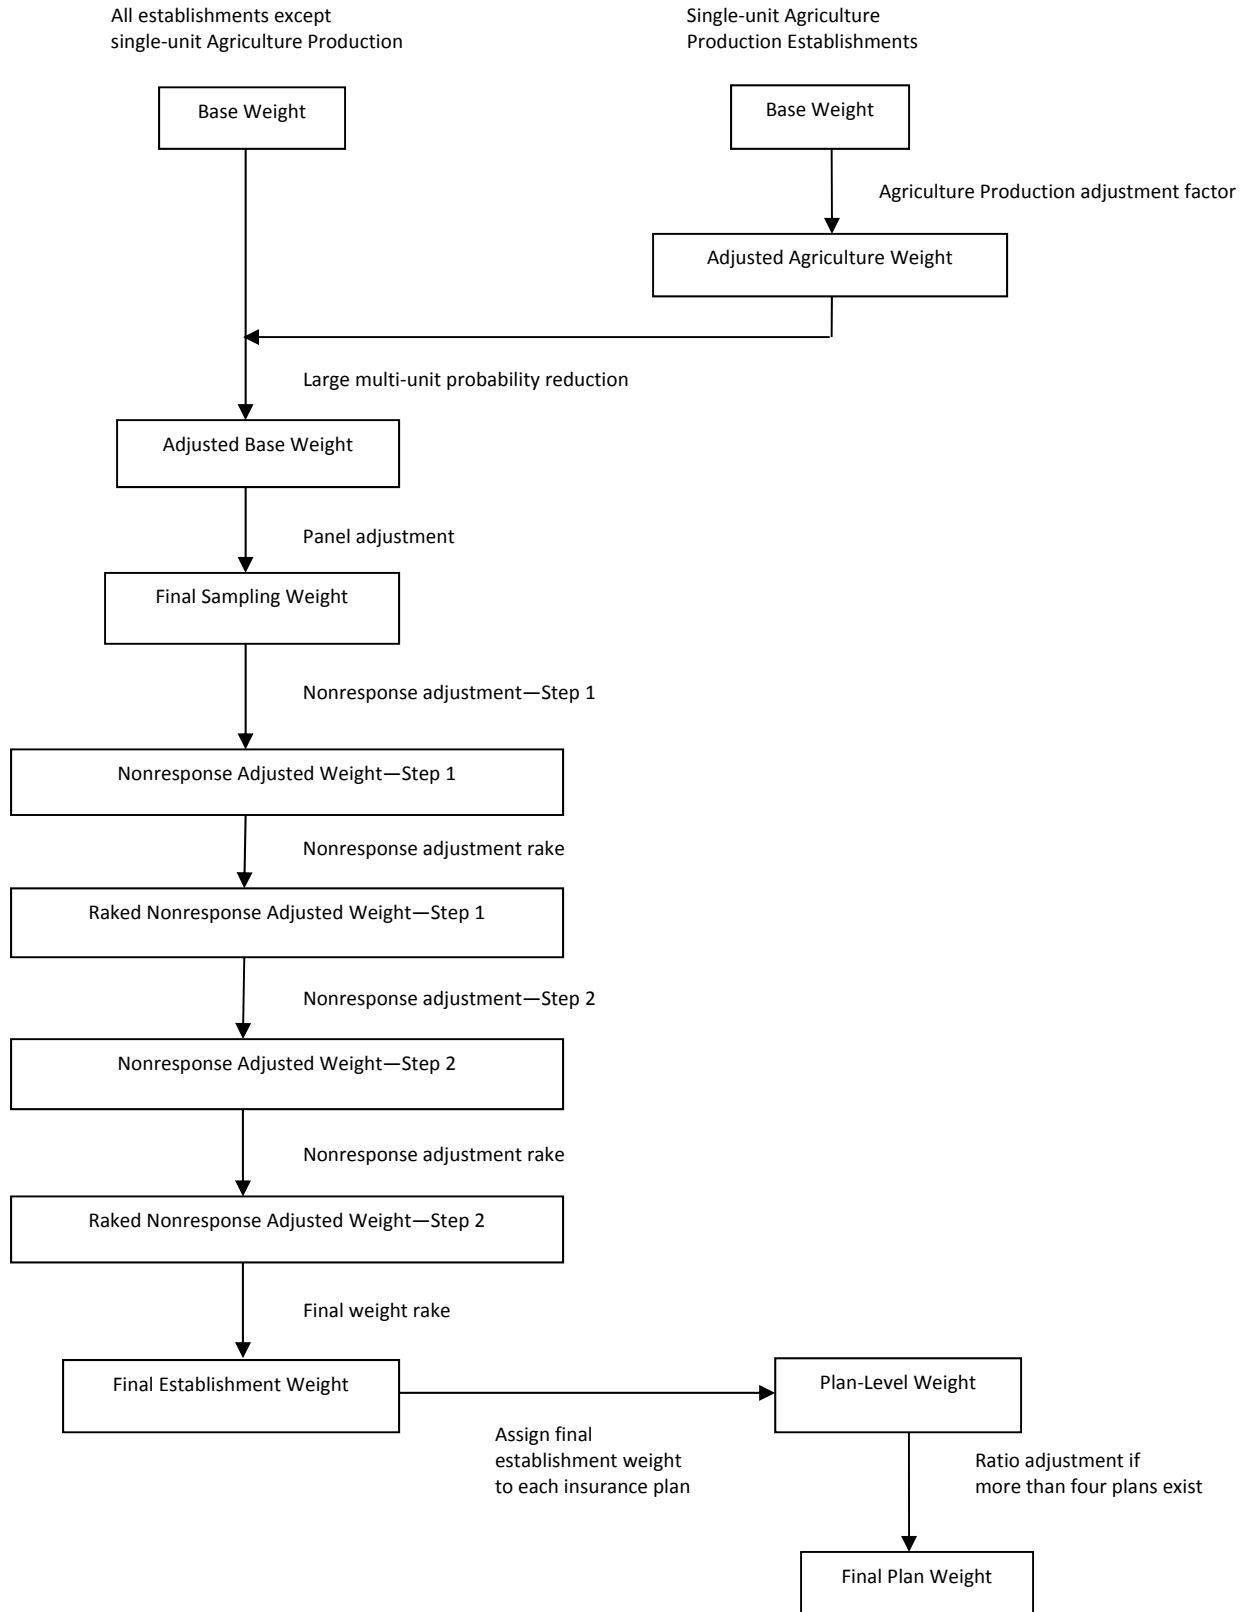 All establishments except
single-unit Agriculture Production
Single-unit Agriculture
Production Establishments
Base Weight
Base Weight
Agriculture Production adjustment factor
Adjusted Agriculture Weight
Large multi-unit probability reduction
Adjusted Base Weight
Panel adjustment
Final Sampling Weight
Nonresponse adjustment—Step 1
Nonresponse Adjusted Weight—Step 1
Nonresponse adjustment rake
Raked Nonresponse Adjusted Weight—Step 1
Nonresponse adjustment—Step 2
Nonresponse Adjusted Weight—Step 2
Nonresponse adjustment rake
Raked Nonresponse Adjusted Weight—Step 2
Final weight rake
Final Establishment Weight
Plan-Level Weight
Assign final
establishment weight
to each insurance plan
Ratio adjustment if
more than four plans exist
Final Plan Weight